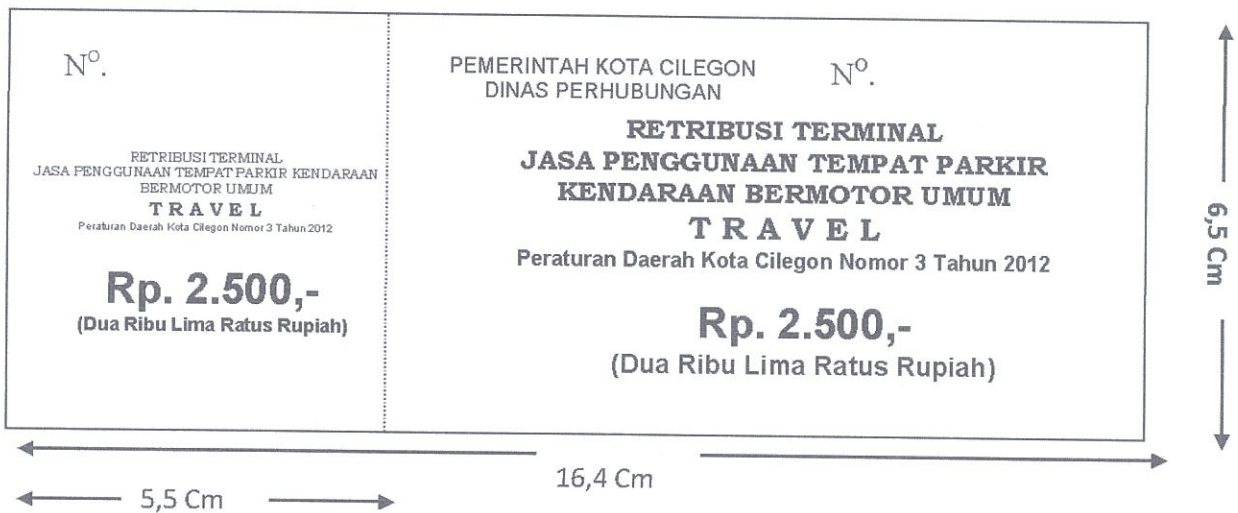 Nº.
RETRIBUSI TERMINAL
JASA PENGGUNAAN TEMPAT PARKIR KENDARAAN
BERMOTOR UMUM
T R A V E L
Peraturan Daerah Kota Cilegon Nomor 3 Tahun 2012
Rp. 2.500,-
(Dua Ribu Lima Ratus Rupiah)
PEMERINTAH KOTA CILEGON
DINAS PERHUBUNGAN
Nº.
RETRIBUSI TERMINAL
JASA PENGGUNAAN TEMPAT PARKIR
KENDARAAN BERMOTOR UMUM
T R A V E L
Peraturan Daerah Kota Cilegon Nomor 3 Tahun 2012
Rp. 2.500,-
(Dua Ribu Lima Ratus Rupiah)
6,5 Cm
16,4 Cm
5,5 Cm